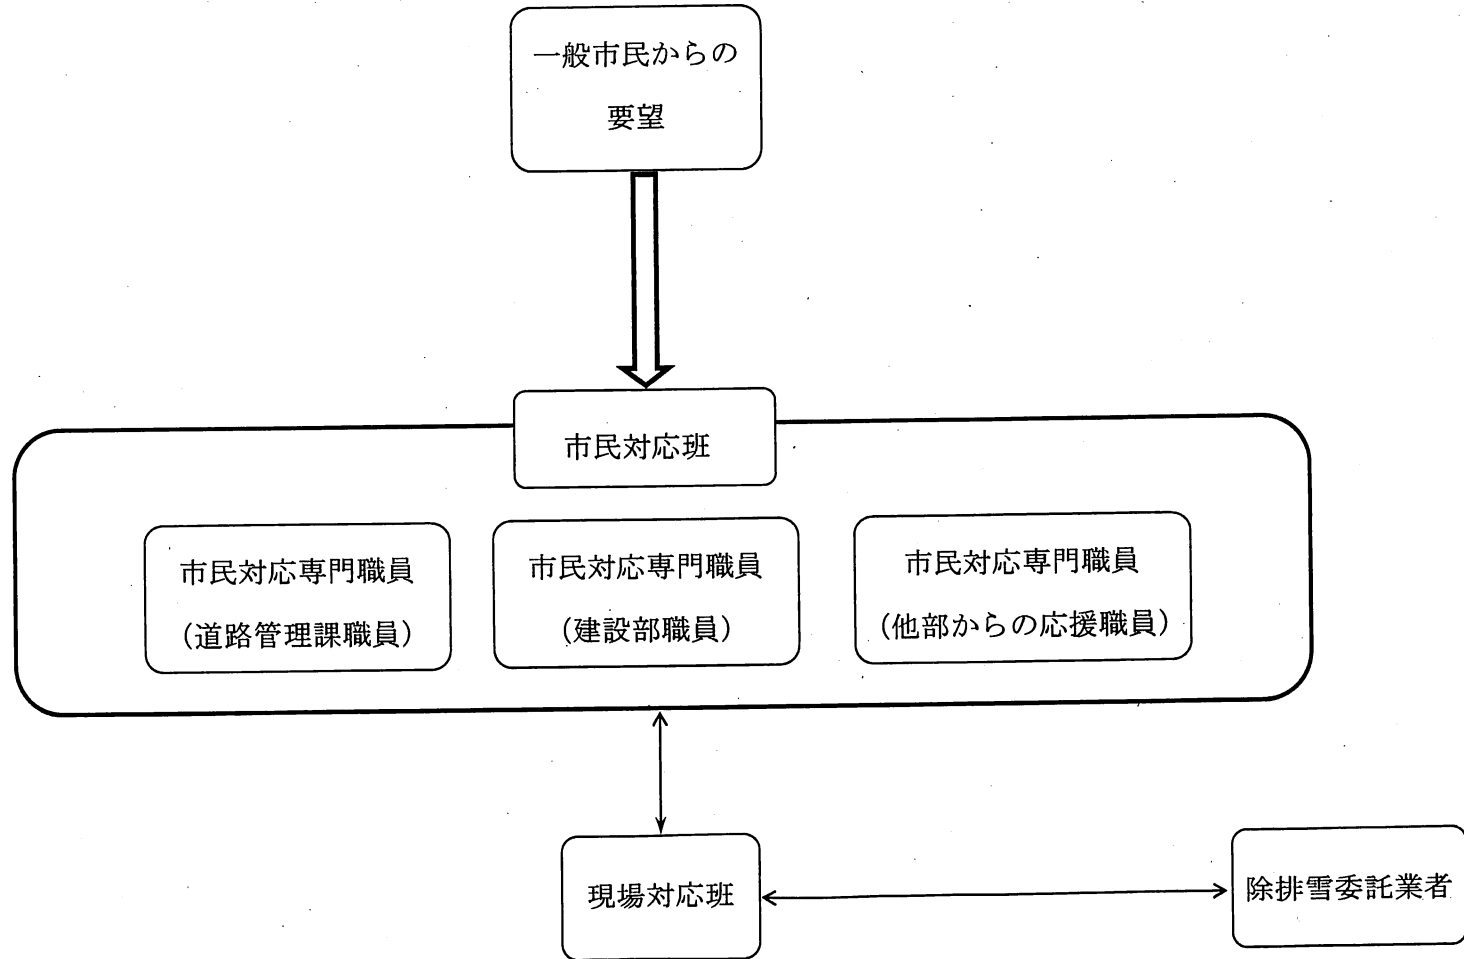 一般市民からの
要望
市民対応班
市民対応専門職員
(道路管理課職員)
市民対応専門職員
(建設部職員)
市民対応専門職員
(他部からの応援職員)
現場対応班
除排雪委託業者